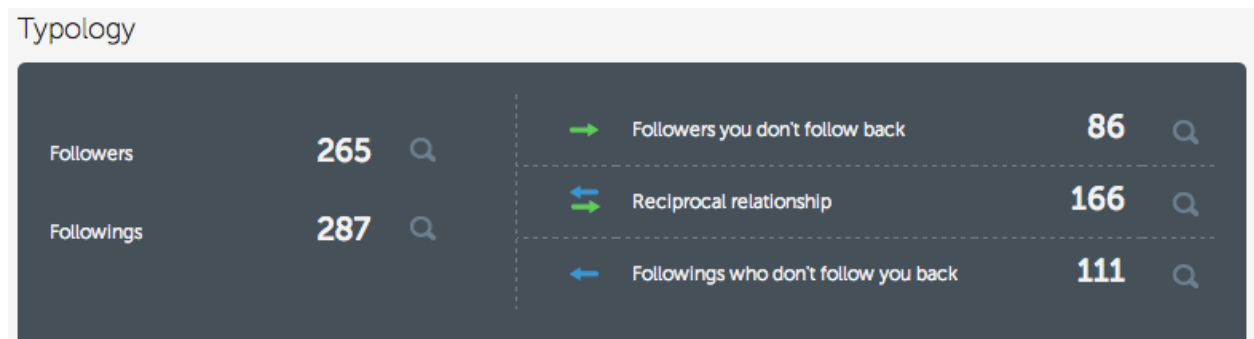 Typology
Followers 265
Followings 287
Followers you don't follow back 86
Reciprocal relationship 166
Followings who don't follow you back 111